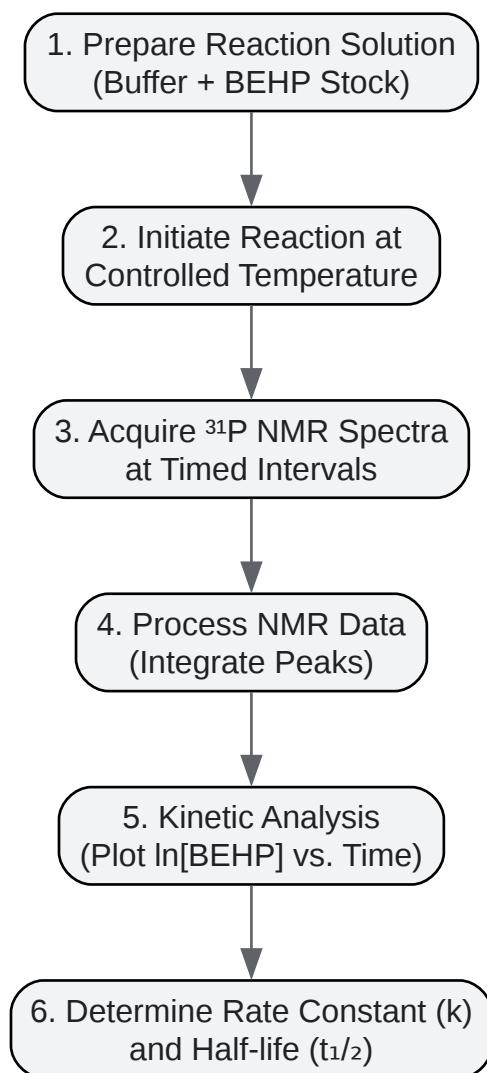 1. Prepare Reaction Solution
(Buffer + BEHP Stock)
2. Initiate Reaction at
Controlled Temperature
3. Acquire ³¹P NMR Spectra
at Timed Intervals
4. Process NMR Data
(Integrate Peaks)
5. Kinetic Analysis
(Plot ln[BEHP] vs. Time)
6. Determine Rate Constant (k)
and Half-life (t₁/₂)